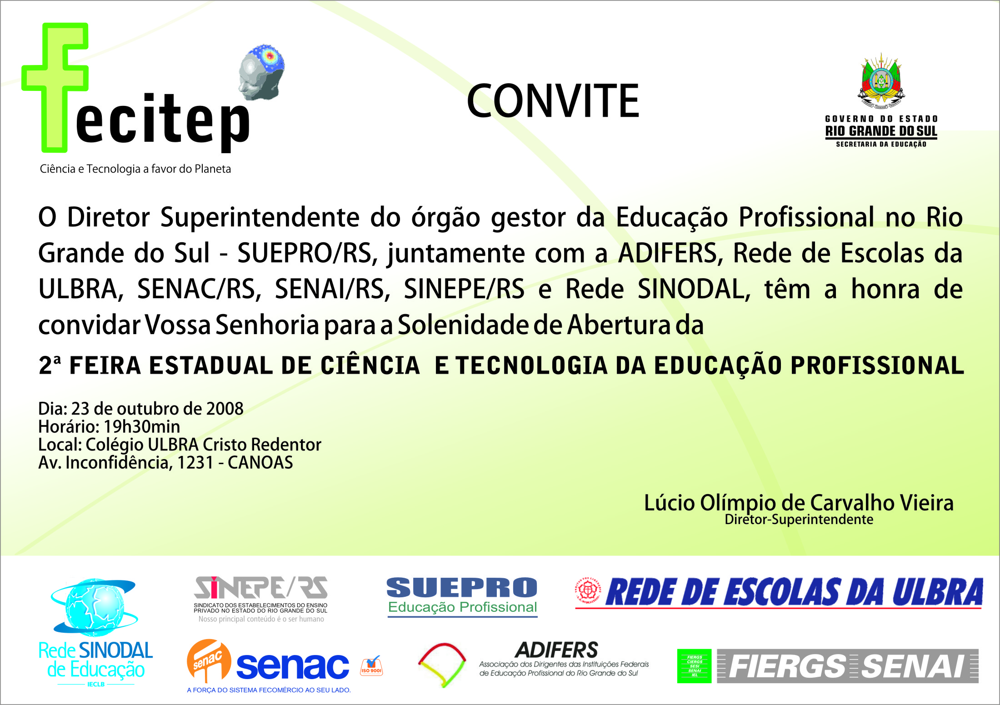 fecitep
Ciência e Tecnologia a favor do Planeta
CONVITE
GOVERNO DO ESTADO
RIO GRANDE DO SUL
SECRETARIA DA EDUCAÇÃO
O Diretor Superintendente do órgão gestor da Educação Profissional no Rio
Grande do Sul - SUEPRO/RS, juntamente com a ADIFERS, Rede de Escolas da
ULBRA, SENAC/RS, SENAI/RS, SINEPE/RS e Rede SINODAL, têm a honra de
convidar Vossa Senhoria para a Solenidade de Abertura da
2ª FEIRA ESTADUAL DE CIÊNCIA E TECNOLOGIA DA EDUCAÇÃO PROFISSIONAL
Dia: 23 de outubro de 2008
Horário: 19h30min
Local: Colégio ULBRA Cristo Redentor
Av. Inconfidência, 1231 - CANOAS
Lúcio Olímpio de Carvalho Vieira
Diretor-Superintendente
Rede SINODAL
de Educação
IECLB
SINEPE/RS
SINDICATO DOS ESTABELECIMENTOS DO ENSINO
PRIVADO NO ESTADO DO RIO GRANDE DO SUL
Nosso principal conteúdo é o ser humano
SUEPRO
Educação Profissional
REDE DE ESCOLAS DA ULBRA
senac
senac
ISO 9001
A FORÇA DO SISTEMA FECOMÉRCIO AO SEU LADO.
ADIFERS
Associação dos Dirigentes das Instituições Federais
de Educação Profissional do Rio Grande do Sul
FIERGS
CIERGS
SESI
SENAI
IEL
FIERGS SENAI